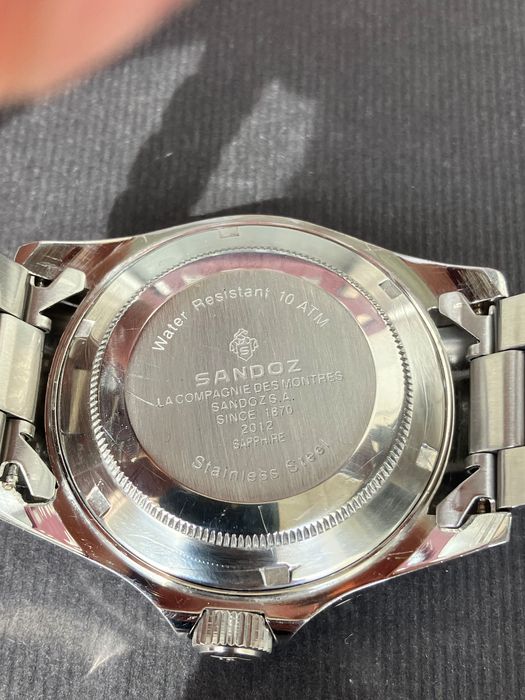 Water Resistant 10 ATM
SANDOZ
LA COMPAGNIE DES MONTRES
SANDOZ S.A.
SINCE 1870
2012
SAPPHIRE
Stainless Steel